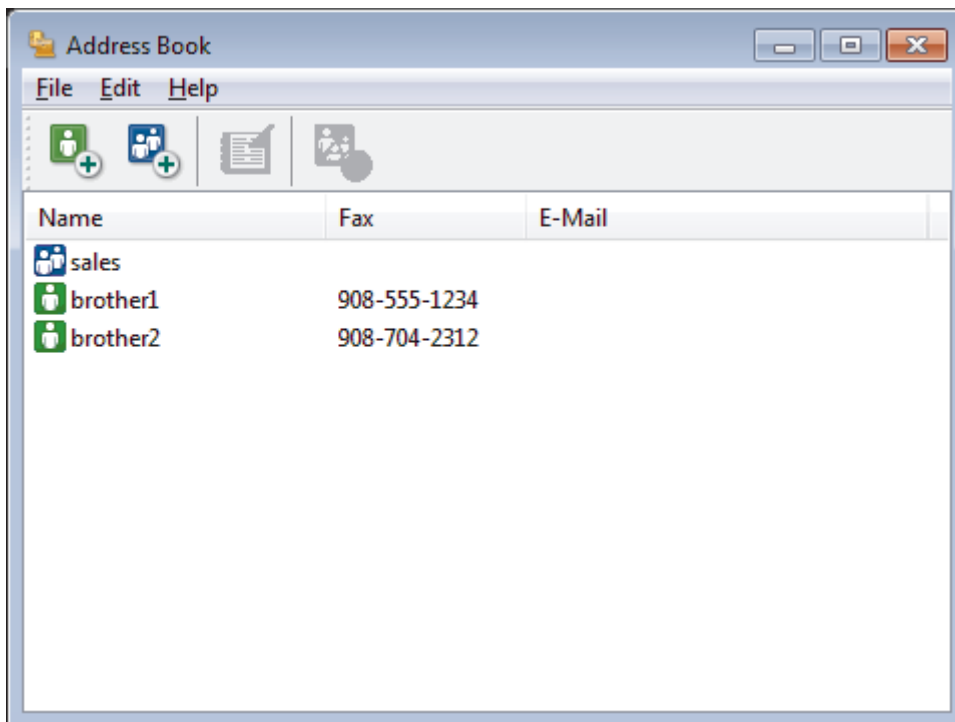 Address Book
File Edit Help
Name Fax E-Mail
sales
brother1 908-555-1234
brother2 908-704-2312